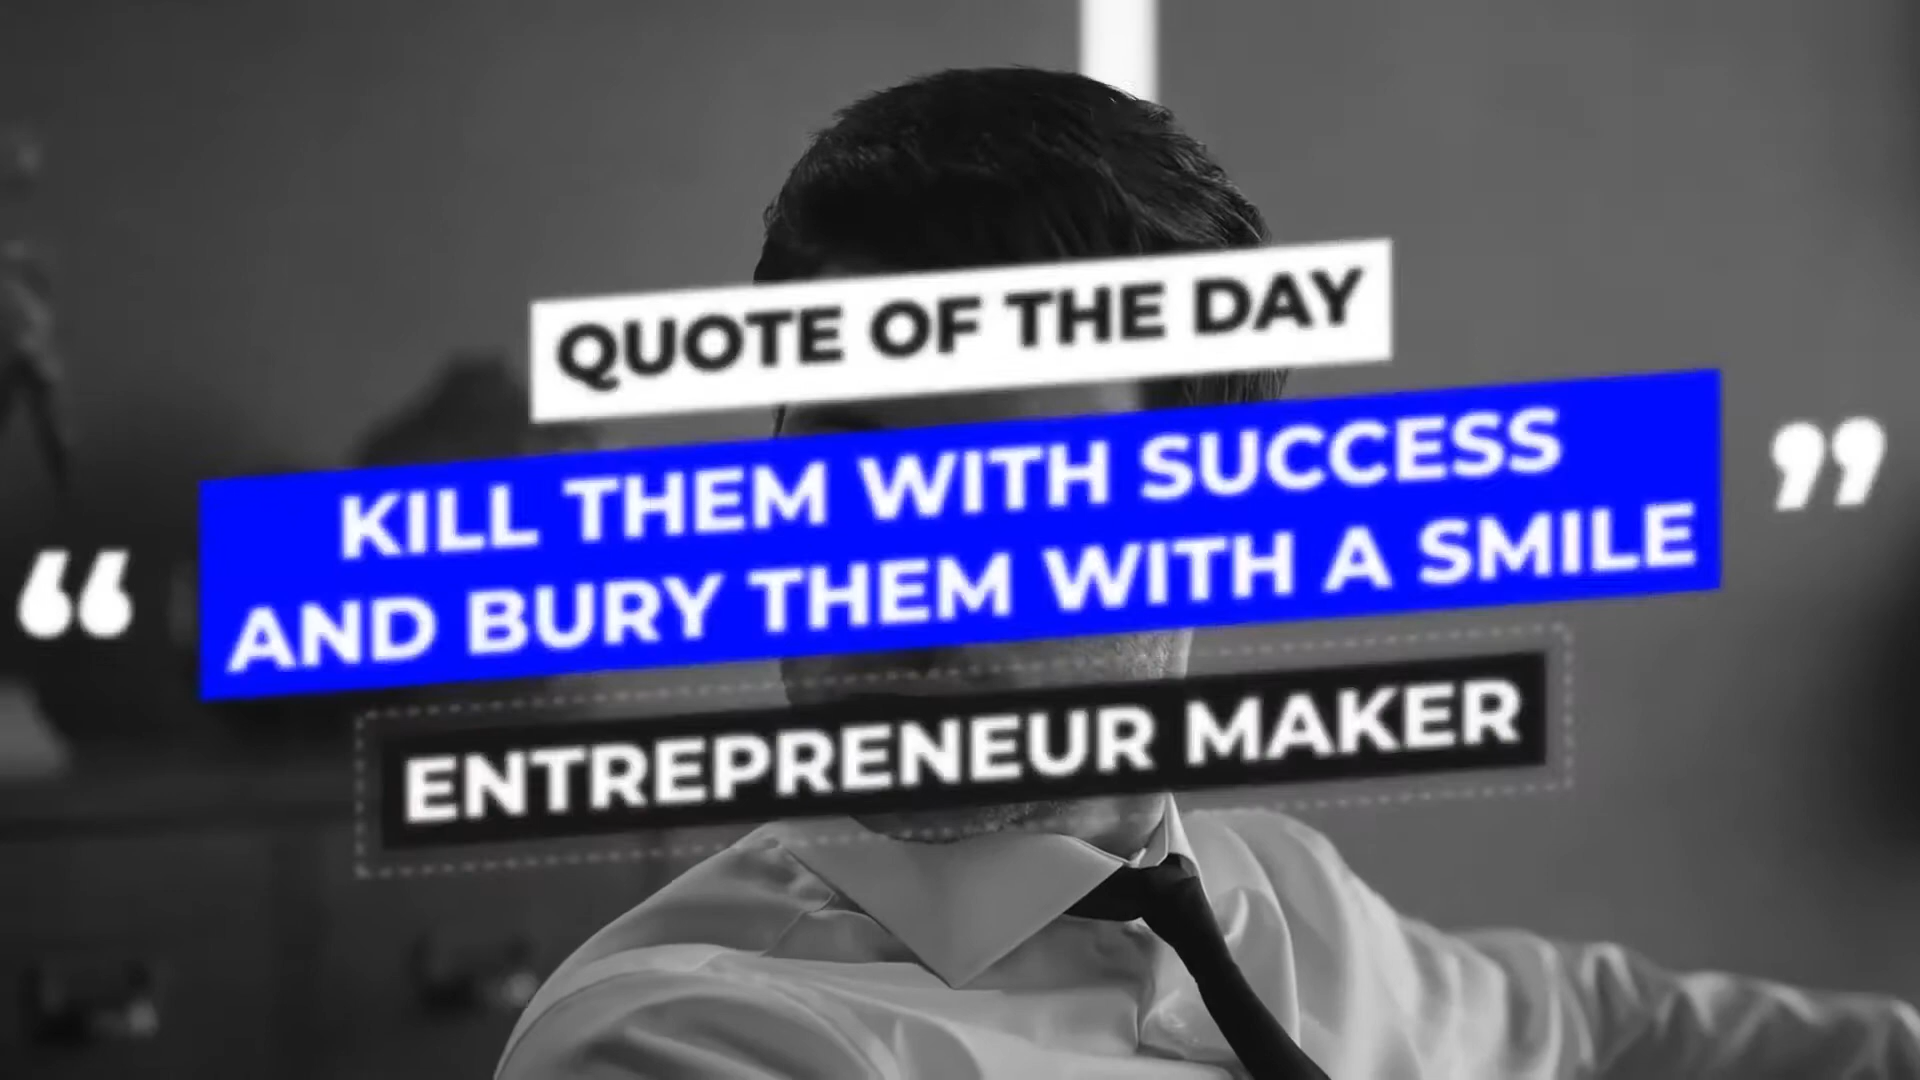 QUOTE OF THE DAY
“ KILL THEM WITH SUCCESS
AND BURY THEM WITH A SMILE ”
ENTREPRENEUR MAKER